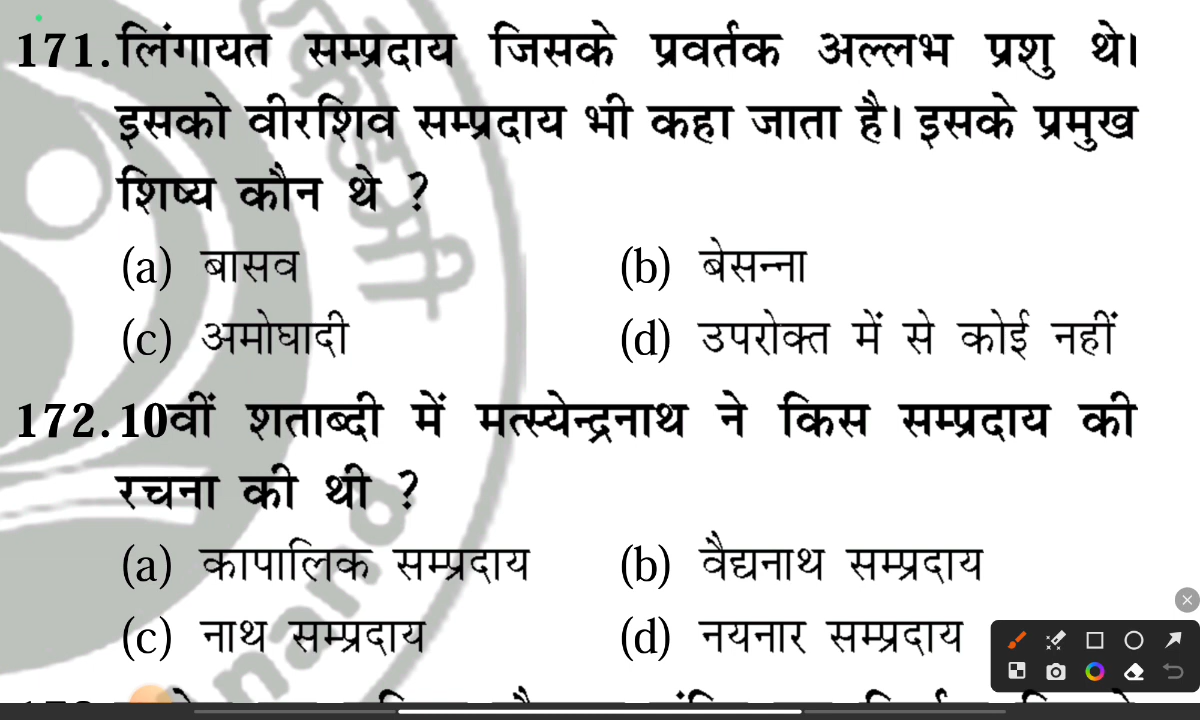 171. लिंगायत सम्प्रदाय जिसके प्रवर्तक अल्लभ प्रशु थे।
इसको वीरशिव सम्प्रदाय भी कहा जाता है। इसके प्रमुख
शिष्य कौन थे ?
(a) बासव (b) बेसन्ना
(c) अमोघादी (d) उपरोक्त में से कोई नहीं
172. 10वीं शताब्दी में मत्स्येन्द्रनाथ ने किस सम्प्रदाय की
रचना की थी ?
(a) कापालिक सम्प्रदाय (b) वैद्यनाथ सम्प्रदाय
(c) नाथ सम्प्रदाय (d) नयनार सम्प्रदाय